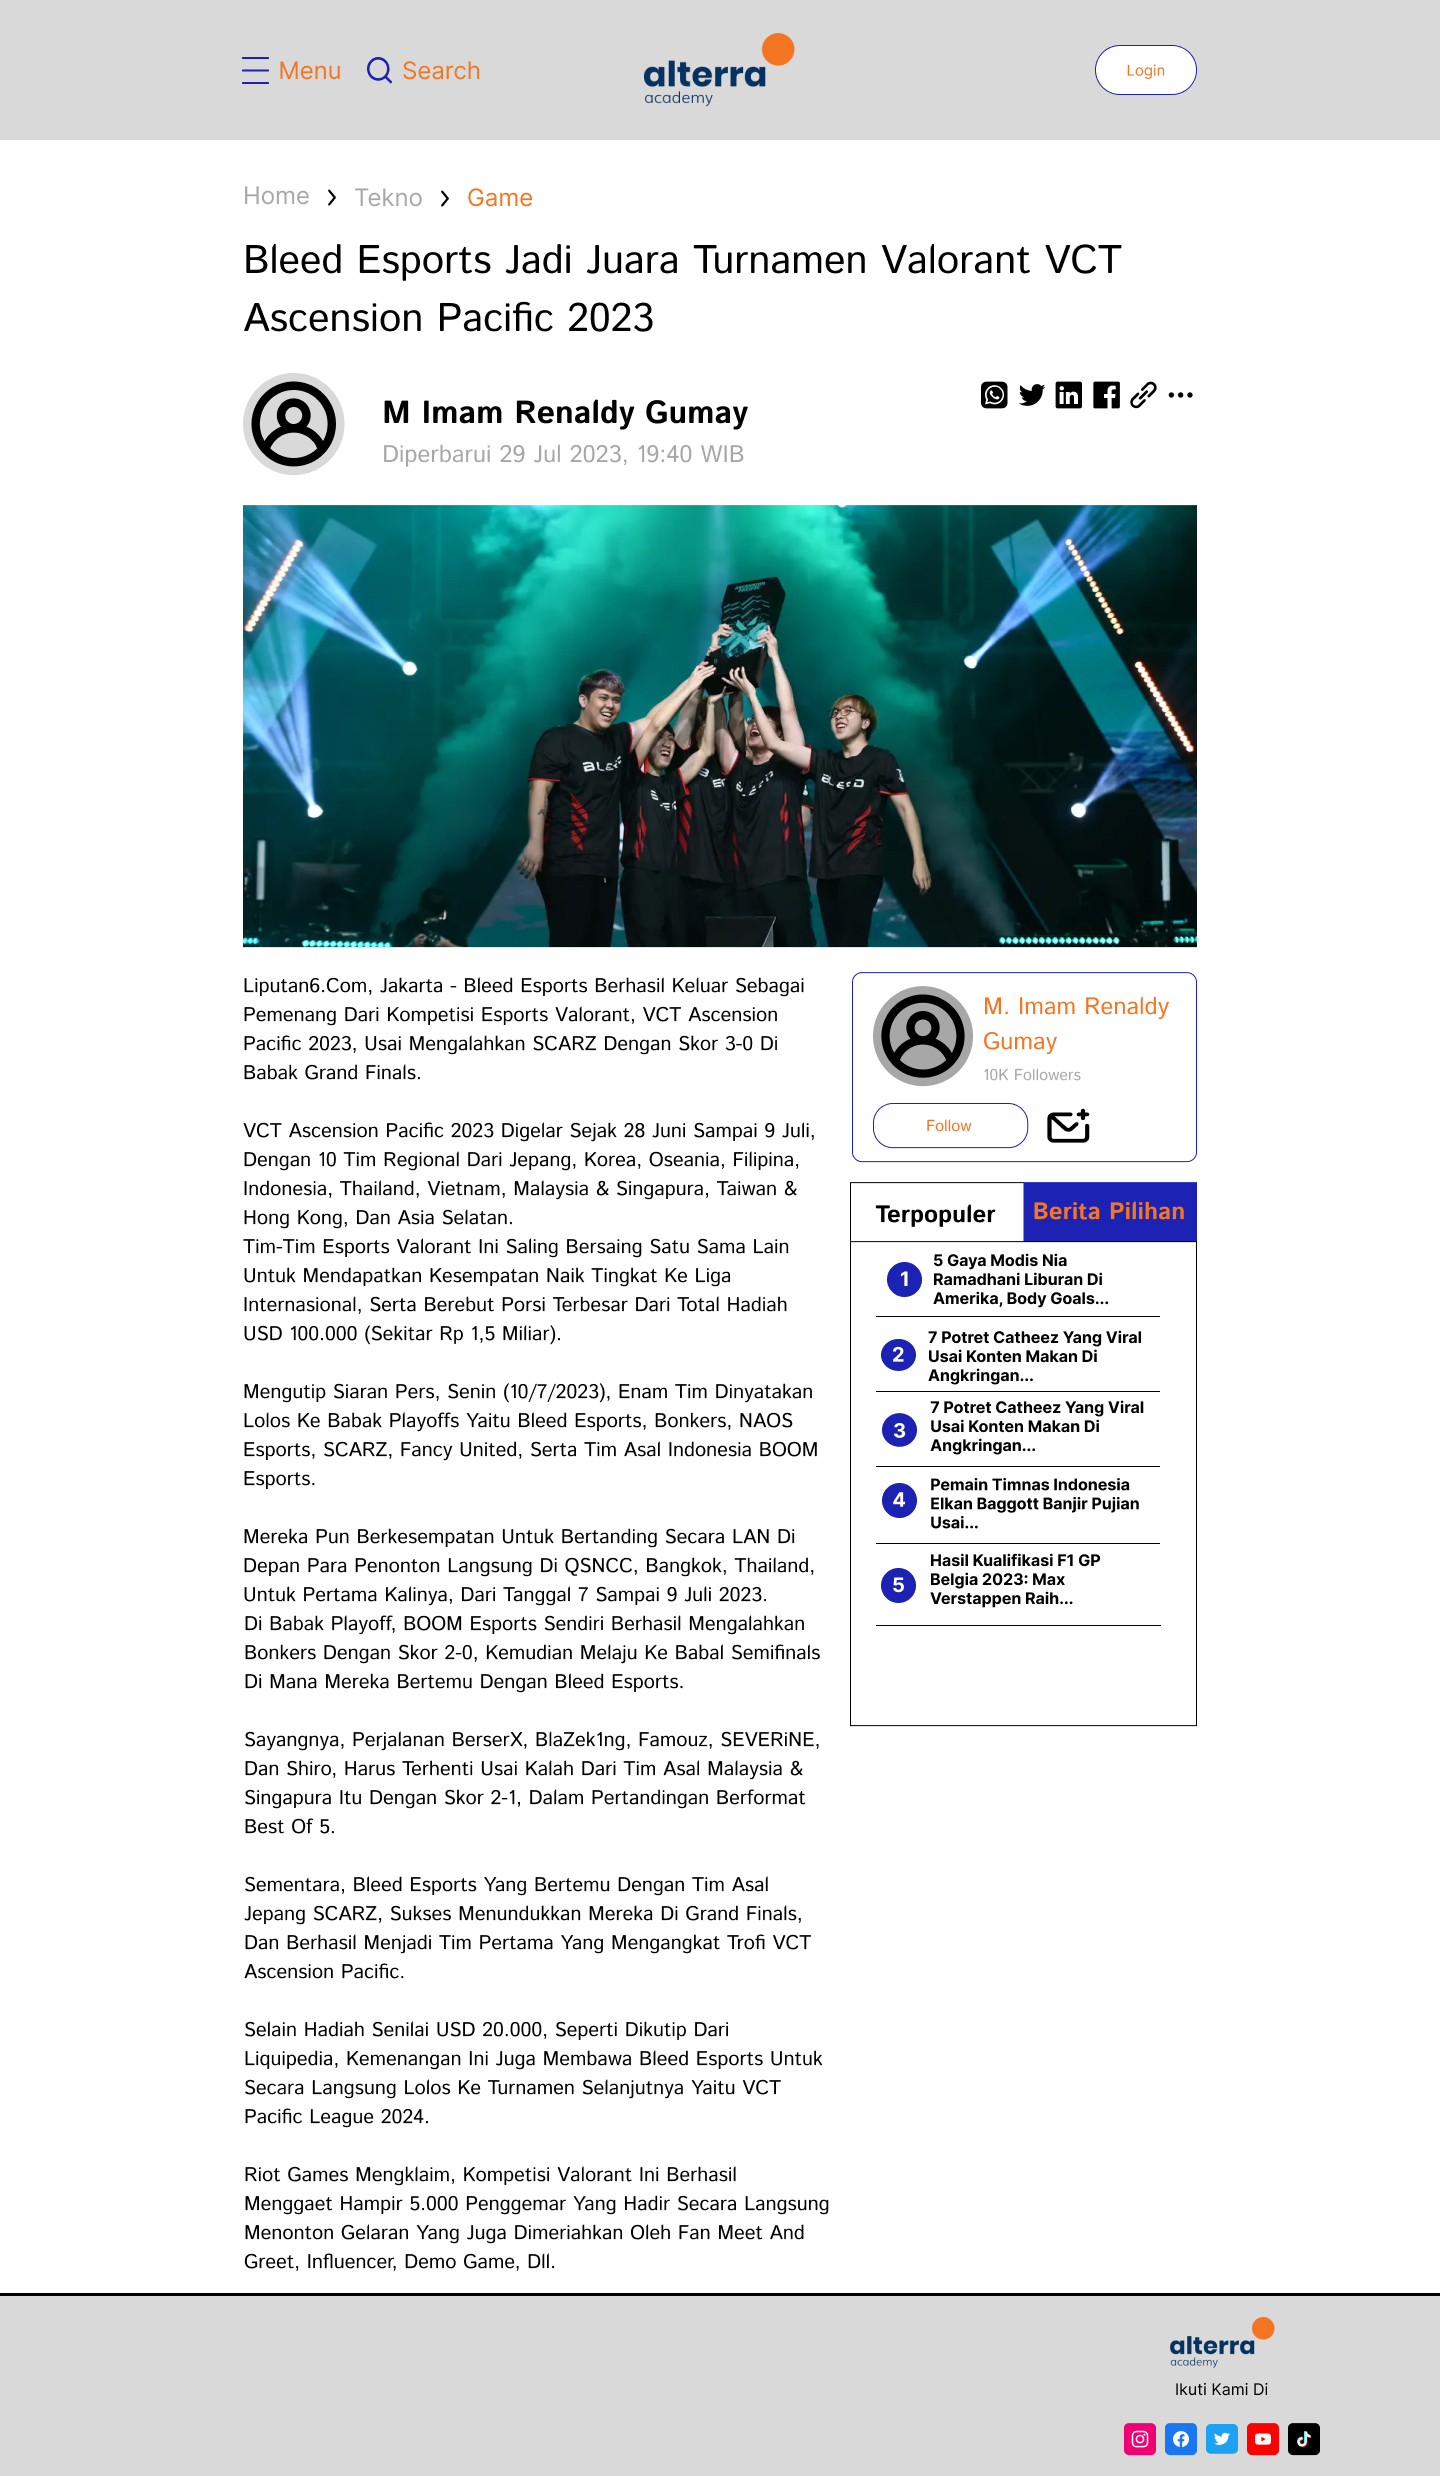 Menu
Search
alterra
academy
Login
Home
Tekno
Game
Bleed Esports Jadi Juara Turnamen Valorant VCT
Ascension Pacific 2023
M Imam Renaldy Gumay
Diperbarui 29 Jul 2023, 19:40 WIB
ASCENSION
PACIFIC
BLEED
BLEED
Liputan6.Com, Jakarta - Bleed Esports Berhasil Keluar Sebagai
Pemenang Dari Kompetisi Esports Valorant, VCT Ascension
Pacific 2023, Usai Mengalahkan SCARZ Dengan Skor 3-0 Di
Babak Grand Finals.
VCT Ascension Pacific 2023 Digelar Sejak 28 Juni Sampai 9 Juli,
Dengan 10 Tim Regional Dari Jepang, Korea, Oseania, Filipina,
Indonesia, Thailand, Vietnam, Malaysia & Singapura, Taiwan &
Hong Kong, Dan Asia Selatan.
Tim-Tim Esports Valorant Ini Saling Bersaing Satu Sama Lain
Untuk Mendapatkan Kesempatan Naik Tingkat Ke Liga
Internasional, Serta Berebut Porsi Terbesar Dari Total Hadiah
USD 100.000 (Sekitar Rp 1,5 Miliar).
Mengutip Siaran Pers, Senin (10/7/2023), Enam Tim Dinyatakan
Lolos Ke Babak Playoffs Yaitu Bleed Esports, Bonkers, NAOS
Esports, SCARZ, Fancy United, Serta Tim Asal Indonesia BOOM
Esports.
Mereka Pun Berkesempatan Untuk Bertanding Secara LAN Di
Depan Para Penonton Langsung Di QSNCC, Bangkok, Thailand,
Untuk Pertama Kalinya, Dari Tanggal 7 Sampai 9 Juli 2023.
Di Babak Playoff, BOOM Esports Sendiri Berhasil Mengalahkan
Bonkers Dengan Skor 2-0, Kemudian Melaju Ke Babal Semifinals
Di Mana Mereka Bertemu Dengan Bleed Esports.
Sayangnya, Perjalanan BerserX, BlaZek1ng, Famouz, SEVERiNE,
Dan Shiro, Harus Terhenti Usai Kalah Dari Tim Asal Malaysia &
Singapura Itu Dengan Skor 2-1, Dalam Pertandingan Berformat
Best Of 5.
Sementara, Bleed Esports Yang Bertemu Dengan Tim Asal
Jepang SCARZ, Sukses Menundukkan Mereka Di Grand Finals,
Dan Berhasil Menjadi Tim Pertama Yang Mengangkat Trofi VCT
Ascension Pacific.
Selain Hadiah Senilai USD 20.000, Seperti Dikutip Dari
Liquipedia, Kemenangan Ini Juga Membawa Bleed Esports Untuk
Secara Langsung Lolos Ke Turnamen Selanjutnya Yaitu VCT
Pacific League 2024.
Riot Games Mengklaim, Kompetisi Valorant Ini Berhasil
Menggaet Hampir 5.000 Penggemar Yang Hadir Secara Langsung
Menonton Gelaran Yang Juga Dimeriahkan Oleh Fan Meet And
Greet, Influencer, Demo Game, Dll.
M. Imam Renaldy
Gumay
10K Followers
Follow
Terpopuler
Berita Pilihan
1
5 Gaya Modis Nia
Ramadhani Liburan Di
Amerika, Body Goals...
2
7 Potret Catheez Yang Viral
Usai Konten Makan Di
Angkringan...
3
7 Potret Catheez Yang Viral
Usai Konten Makan Di
Angkringan...
4
Pemain Timnas Indonesia
Elkan Baggott Banjir Pujian
Usai...
5
Hasil Kualifikasi F1 GP
Belgia 2023: Max
Verstappen Raih...
alterra
academy
Ikuti Kami Di